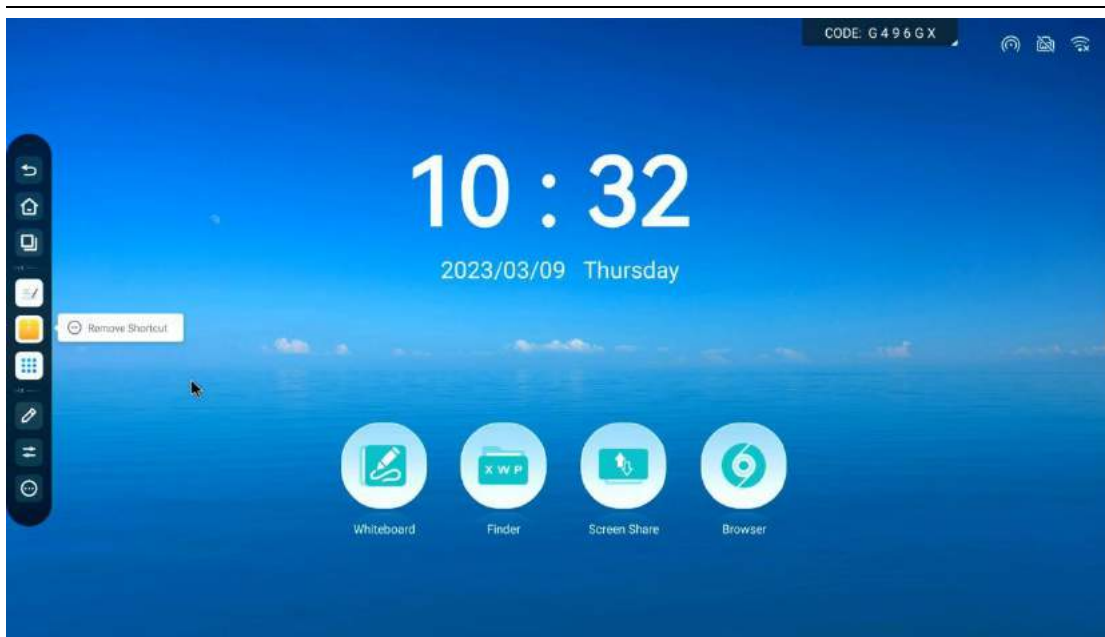 CODE: G496GX
10 : 32
2023/03/09 Thursday
Remove Shortcut
X W P
Whiteboard Finder Screen Share Browser